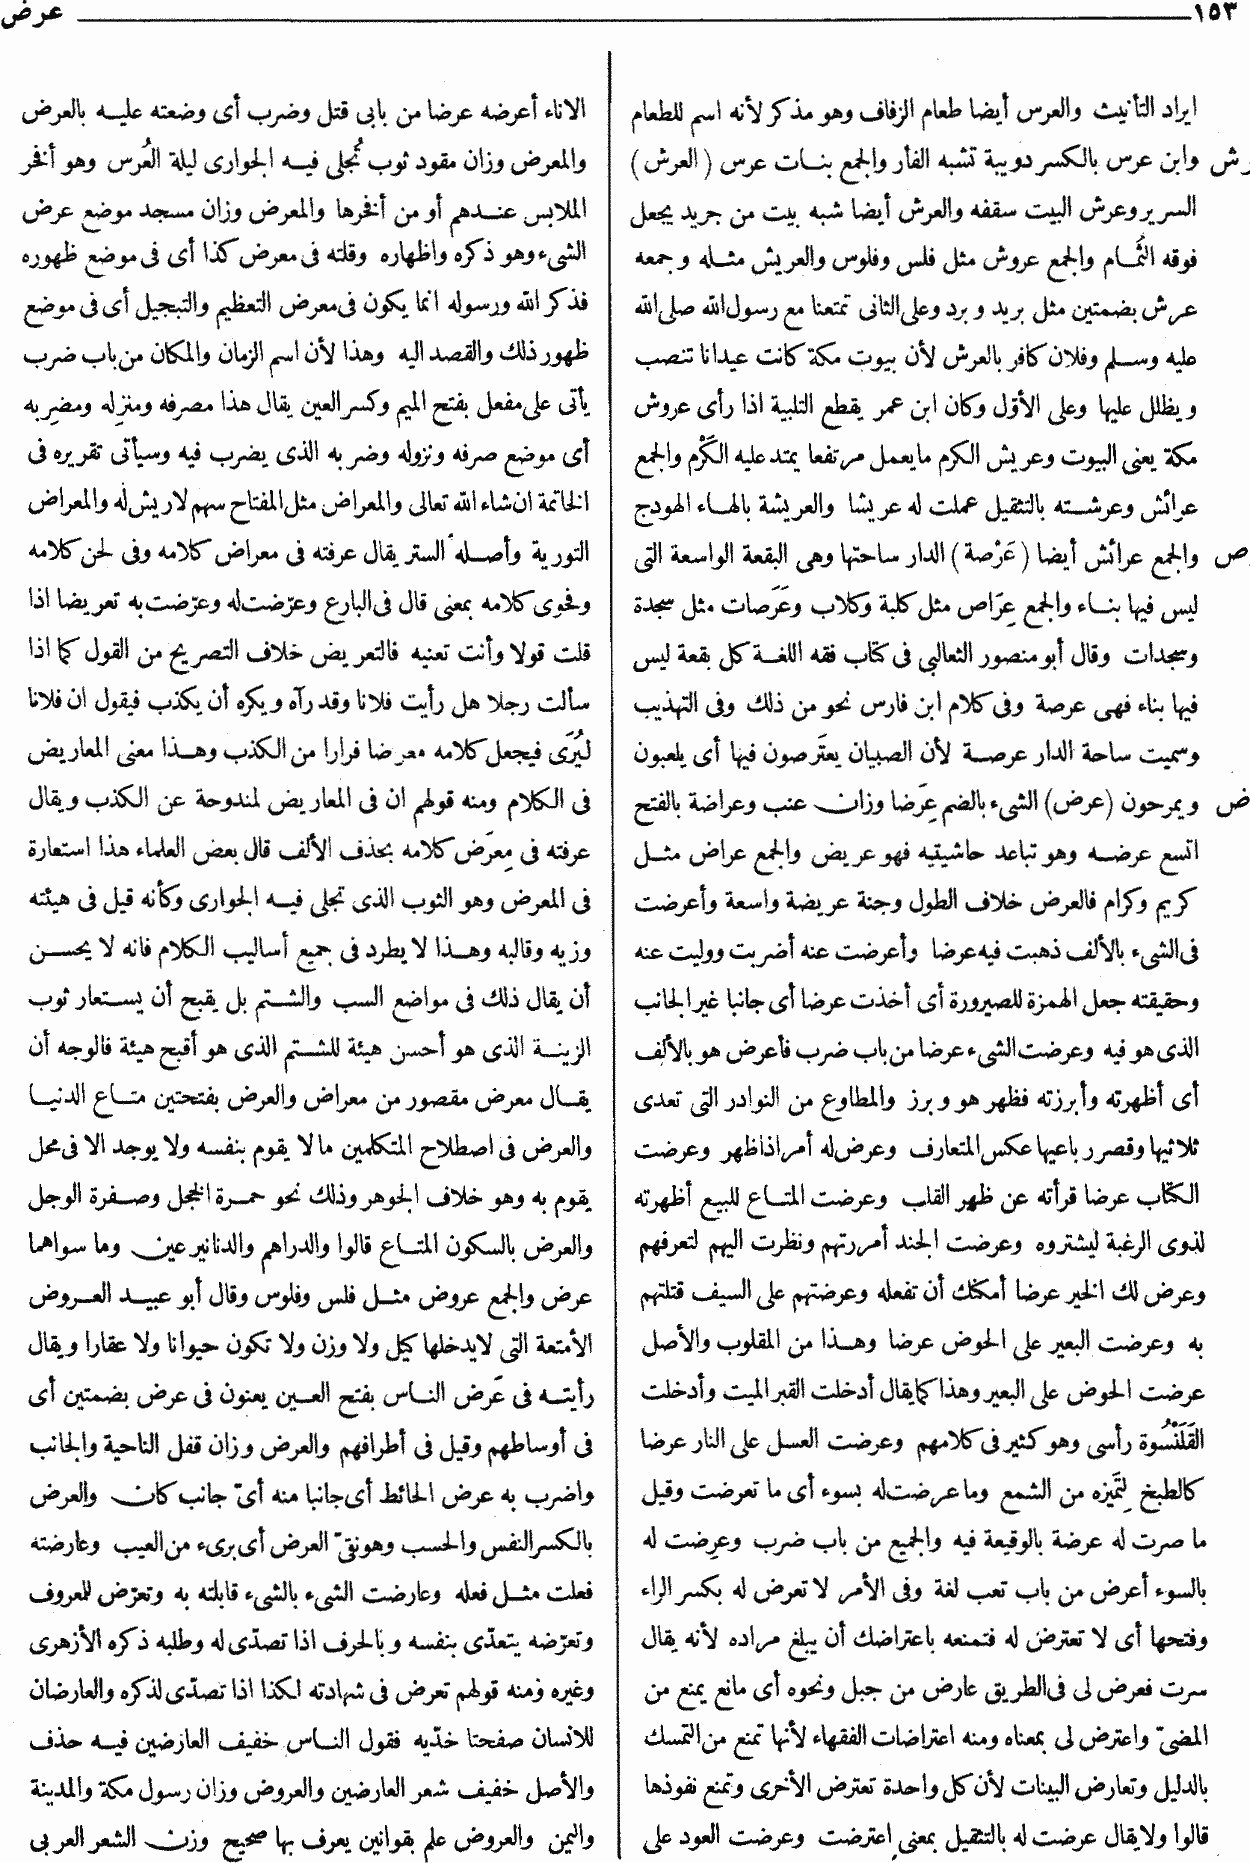 ١٥٣
عرض
ايراد التأنيث والعرس أيضا طعام الزفاف وهو مذكر لأنه اسم للطعام
وابن عرس بالكسر دويبة تشبه الفأر والجمع بنات عرس (العرش)
السرير وعرش البيت سقفه والعرش أيضا شبه بيت من جريد يجعل
فوقه الثُّمام والجمع عروش مثل فلس وفلوس والعريش مثله وجمعه
عرش بضمتين مثل بريد وبرد وعلى الثانى تمتعنا مع رسول الله صلى الله
عليه وسلم وفلان كافر بالعرش لأن بيوت مكة كانت عيدانا تنصب
ويظلل عليها وعلى الأوّل وكان ابن عمر يقطع التلبية اذا رأى عروش
مكة يعنى البيوت وعريش الكرم ما يعمل مرتفعا يمتد عليه الكَرْم والجمع
عرائش وعرشته بالتثقيل عملت له عريشا والعريشة بالهاء الهودج
والجمع عرائش أيضا (عَرْصة) الدار ساحتها وهى البقعة الواسعة التى
ليس فيها بناء والجمع عِرَاص مثل كلبة وكلاب وعَرَصات مثل سجدة
وسجدات وقال أبو منصور الثعالبى فى كتاب فقه اللغة كل بقعة ليس
فيها بناء فهى عرصة وفى كلام ابن فارس نحو من ذلك وفى التهذيب
وسميت ساحة الدار عرصة لأن الصبيان يعتَرصون فيها أى يلعبون
ويمرحون (عرض) الشىء بالضم عِرَضا وزان عنب وعراضة بالفتح
اتسع عرضه وهو تباعد حاشيتيه فهو عريض والجمع عراض مثل
كريم وكرام فالعرض خلاف الطول وجنة عريضة واسعة وأعرضت
فى الشىء بالألف ذهبت فيه عرضا وأعرضت عنه أضربت ووليت عنه
وحقيقته جعل الهمزة للصيرورة أى أخذت عرضا أى جانبا غير الجانب
الذى هو فيه وعرضت الشىء عرضا من باب ضرب فأعرض هو بالألف
أى أظهرته وأبرزته فظهر هو وبرز والمطاوع من النوادر التى تعدى
ثلاثيها وقصر رباعيها عكس المتعارف وعرض له أمر اذا ظهر وعرضت
الكتاب عرضا قرأته عن ظهر القلب وعرضت المتاع للبيع أظهرته
لذوى الرغبة ليشتروه وعرضت الجند أمررتهم ونظرت اليهم لتعرفهم
وعرض لك الخير عرضا أمكنك أن تفعله وعرضتهم على السيف قتلتهم
به وعرضت البعير على الحوض عرضا وهذا من المقلوب والأصل
عرضت الحوض على البعير وهذا كما يقال أدخلت القبر الميت وأدخلت
القَلَنْسُوة رأسى وهو كثير فى كلامهم وعرضت العسل على النار عرضا
كالطبخ لِتَمَيزه من الشمع وما عرضت له بسوء أى ما تعرضت وقيل
ما صرت له عرضة بالوقيعة فيه والجميع من باب ضرب وعرِضت له
بالسوء أعرض من باب تعب لغة وفى الأمر لا تعرض له بكسر الراء
وفتحها أى لا تعترض له فتمنعه باعتراضك أن يبلغ مراده لأنه يقال
سرت فعرض لى فى الطريق عارض من جبل ونحوه أى مانع يمنع من
المضىّ واعترض لى بمعناه ومنه اعتراضات الفقهاء لأنها تمنع من التمسك
بالدليل وتعارض البينات لأن كل واحدة تعترض الأخرى وتمنع نفوذها
قالوا ولا يقال عرضت له بالتثقيل بمعنى اعترضت وعرضت العود على
الاناء أعرضه عرضا من بابى قتل وضرب أى وضعته عليه بالعرض
والمعرض وزان مقود ثوب تُجلى فيه الجوارى ليلة العُرس وهو أفخر
الملابس عندهم أو من أفخرها والمعرض وزان مسجد موضع عرض
الشىء وهو ذكره واظهاره وقلته فى معرض كذا أى فى موضع ظهوره
فذكر الله ورسوله انما يكون فى معرض التعظيم والتبجيل أى فى موضع
ظهور ذلك والقصد اليه وهذا لأن اسم الزمان والمكان من باب ضرب
يأتى على مفعل بفتح الميم وكسر العين يقال هذا مصرفه ومنزِله ومضرِبه
أى موضع صرفه ونزوله وضربه الذى يضرب فيه وسيأتى تقريره فى
الخاتمة ان شاء الله تعالى والمعراض مثل المفتاح سهم لا ريش له والمعراض
التورية وأصله الستر يقال عرفته فى معراض كلامه وفى لحن كلامه
وفحوى كلامه بمعنى قال فى البارع وعرّضت له وعرّضت به تعريضا اذا
قلت قولا وأنت تعنيه فالتعريض خلاف التصريح من القول كما اذا
سألت رجلا هل رأيت فلانا وقد رآه ويكره أن يكذب فيقول ان فلانا
ليُرَى فيجعل كلامه معرضا فرارا من الكذب وهذا معنى المعاريض
فى الكلام ومنه قولهم ان فى المعاريض لمندوحة عن الكذب ويقال
عرفته فى مِعرَض كلامه بحذف الألف قال بعض العلماء هذا استعارة
فى المعرض وهو الثوب الذى تجلى فيه الجوارى وكأنه قيل فى هيئته
وزيه وقالبه وهذا لا يطرد فى جميع أساليب الكلام فانه لا يحسن
أن يقال ذلك فى مواضع السب والشتم بل يقبح أن يستعار ثوب
الزينة الذى هو أحسن هيئة للشتم الذى هو أقبح هيئة فالوجه أن
يقال معرض مقصور من معراض والعرض بفتحتين متاع الدنيا
والعرض فى اصطلاح المتكلمين ما لا يقوم بنفسه ولا يوجد الا فى محل
يقوم به وهو خلاف الجوهر وذلك نحو حمرة الخجل وصفرة الوجل
والعرض بالسكون المتاع قالوا والدراهم والدنانير عين وما سواهما
عرض والجمع عروض مثل فلس وفلوس وقال أبو عبيد العروض
الأمتعة التى لا يدخلها كيل ولا وزن ولا تكون حيوانا ولا عقارا ويقال
رأيته فى عَرض الناس بفتح العين يعنون فى عرض بضمتين أى
فى أوساطهم وقيل فى أطرافهم والعرض وزان قفل الناحية والجانب
واضرب به عرض الحائط أى جانبا منه أىّ جانب كان والعرض
بالكسر النفس والحسب وهو نقىّ العرض أى برىء من العيب وعارضته
فعلت مثل فعله وعارضت الشىء بالشىء قابلته به وتعرّض للمعروف
وتعرّضه يتعدّى بنفسه وبالحرف اذا تصدّى له وطلبه ذكره الأزهرى
وغيره ومنه قولهم تعرض فى شهادته لكذا اذا تصدّى لذكره والعارضان
للانسان صفحتا خدّيه فقول الناس خفيف العارضين فيه حذف
والأصل خفيف شعر العارضين والعروض وزان رسول مكة والمدينة
واليمن والعروض علم بقوانين يعرف بها صحيح وزن الشعر العربى